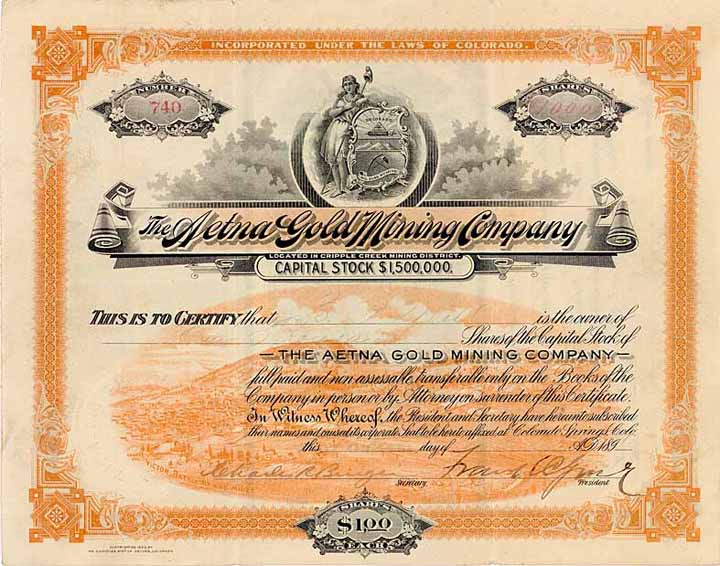 INCORPORATED UNDER THE LAWS OF COLORADO.
NUMBER
740
SHARES
1000
The Aetna Gold Mining Company
LOCATED IN CRIPPLE CREEK MINING DISTRICT.
CAPITAL STOCK $1,500,000.
THIS IS TO CERTIFY that is the owner of
Shares of the Capital Stock of
THE AETNA GOLD MINING COMPANY
full paid and non assessable, transferable only on the Books of the
Company in person or by Attorney on surrender of this Certificate.
In Witness Whereof, the President and Secretary have hereunto subscribed
their names and caused its corporate Seal to be hereto affixed at Colorado Springs, Colo.
this day of A.D. 189
Secretary. President
SHARES
$1.00
EACH